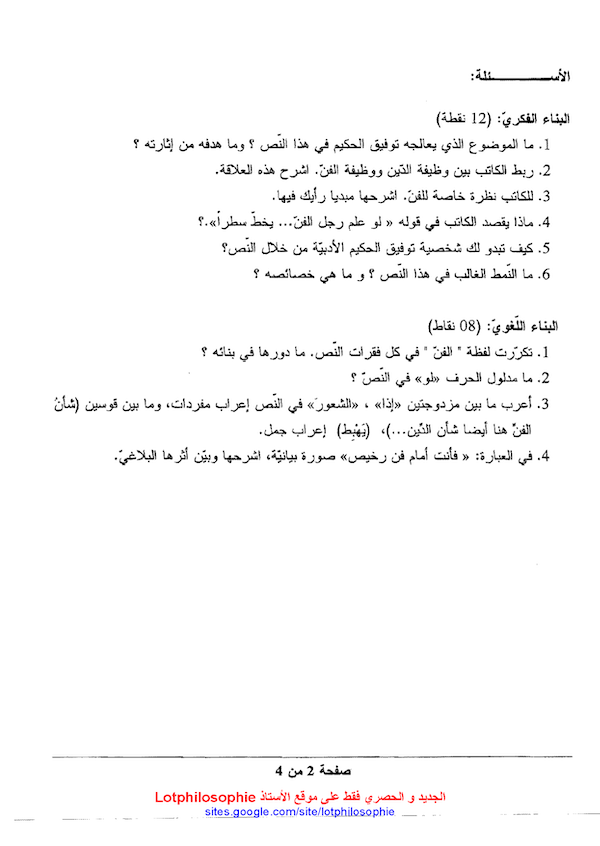 الأســـــــــئلة:
البناء الفكريّ: (12 نقطة)
1. ما الموضوع الذي يعالجه توفيق الحكيم في هذا النّص ؟ وما هدفه من إثارته ؟
2. ربط الكاتب بين وظيفة الدّين ووظيفة الفنّ. اشرح هذه العلاقة.
3. للكاتب نظرة خاصة للفنّ. اشرحها مبديا رأيك فيها.
4. ماذا يقصد الكاتب في قوله « لو علم رجل الفنّ... يخطّ سطراً».؟
5. كيف تبدو لك شخصية توفيق الحكيم الأدبيّة من خلال النّص؟
6. ما النّمط الغالب في هذا النّص ؟ و ما هي خصائصه ؟
البناء اللّغويّ: (08 نقاط)
1. تكرّرت لفظة " الفنّ " في كل فقرات النّص. ما دورها في بنائه ؟
2. ما مدلول الحرف «لو» في النّصّ ؟
3. أعرب ما بين مزدوجتين «إذا» ، «الشعورَ» في النّص إعراب مفردات، وما بين قوسين (شأنُ
الفنِّ هنا أيضا شأن الدِّين...)، (يَهْبِط) إعراب جمل.
4. في العبارة: « فأنت أمام فن رخيص» صورة بيانيّة، اشرحها وبيّن أثرها البلاغيّ.
صفحة 2 من 4
الجديد و الحصري فقط على موقع الأستاذ Lotphilosophie
sites.google.com/site/lotphilosophie